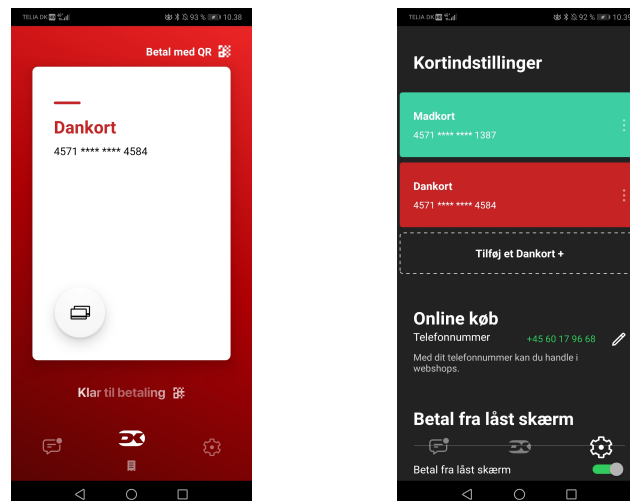 TELIA DK 93 % 10.38
Betal med QR
Dankort
4571 **** **** 4584
Klar til betaling
TELIA DK 92 % 10.39
Kortindstillinger
Madkort
4571 **** **** 1387
Dankort
4571 **** **** 4584
Tilføj et Dankort +
Online køb
Telefonnummer +45 60 17 96 68
Med dit telefonnummer kan du handle i
webshops.
Betal fra låst skærm
Betal fra låst skærm